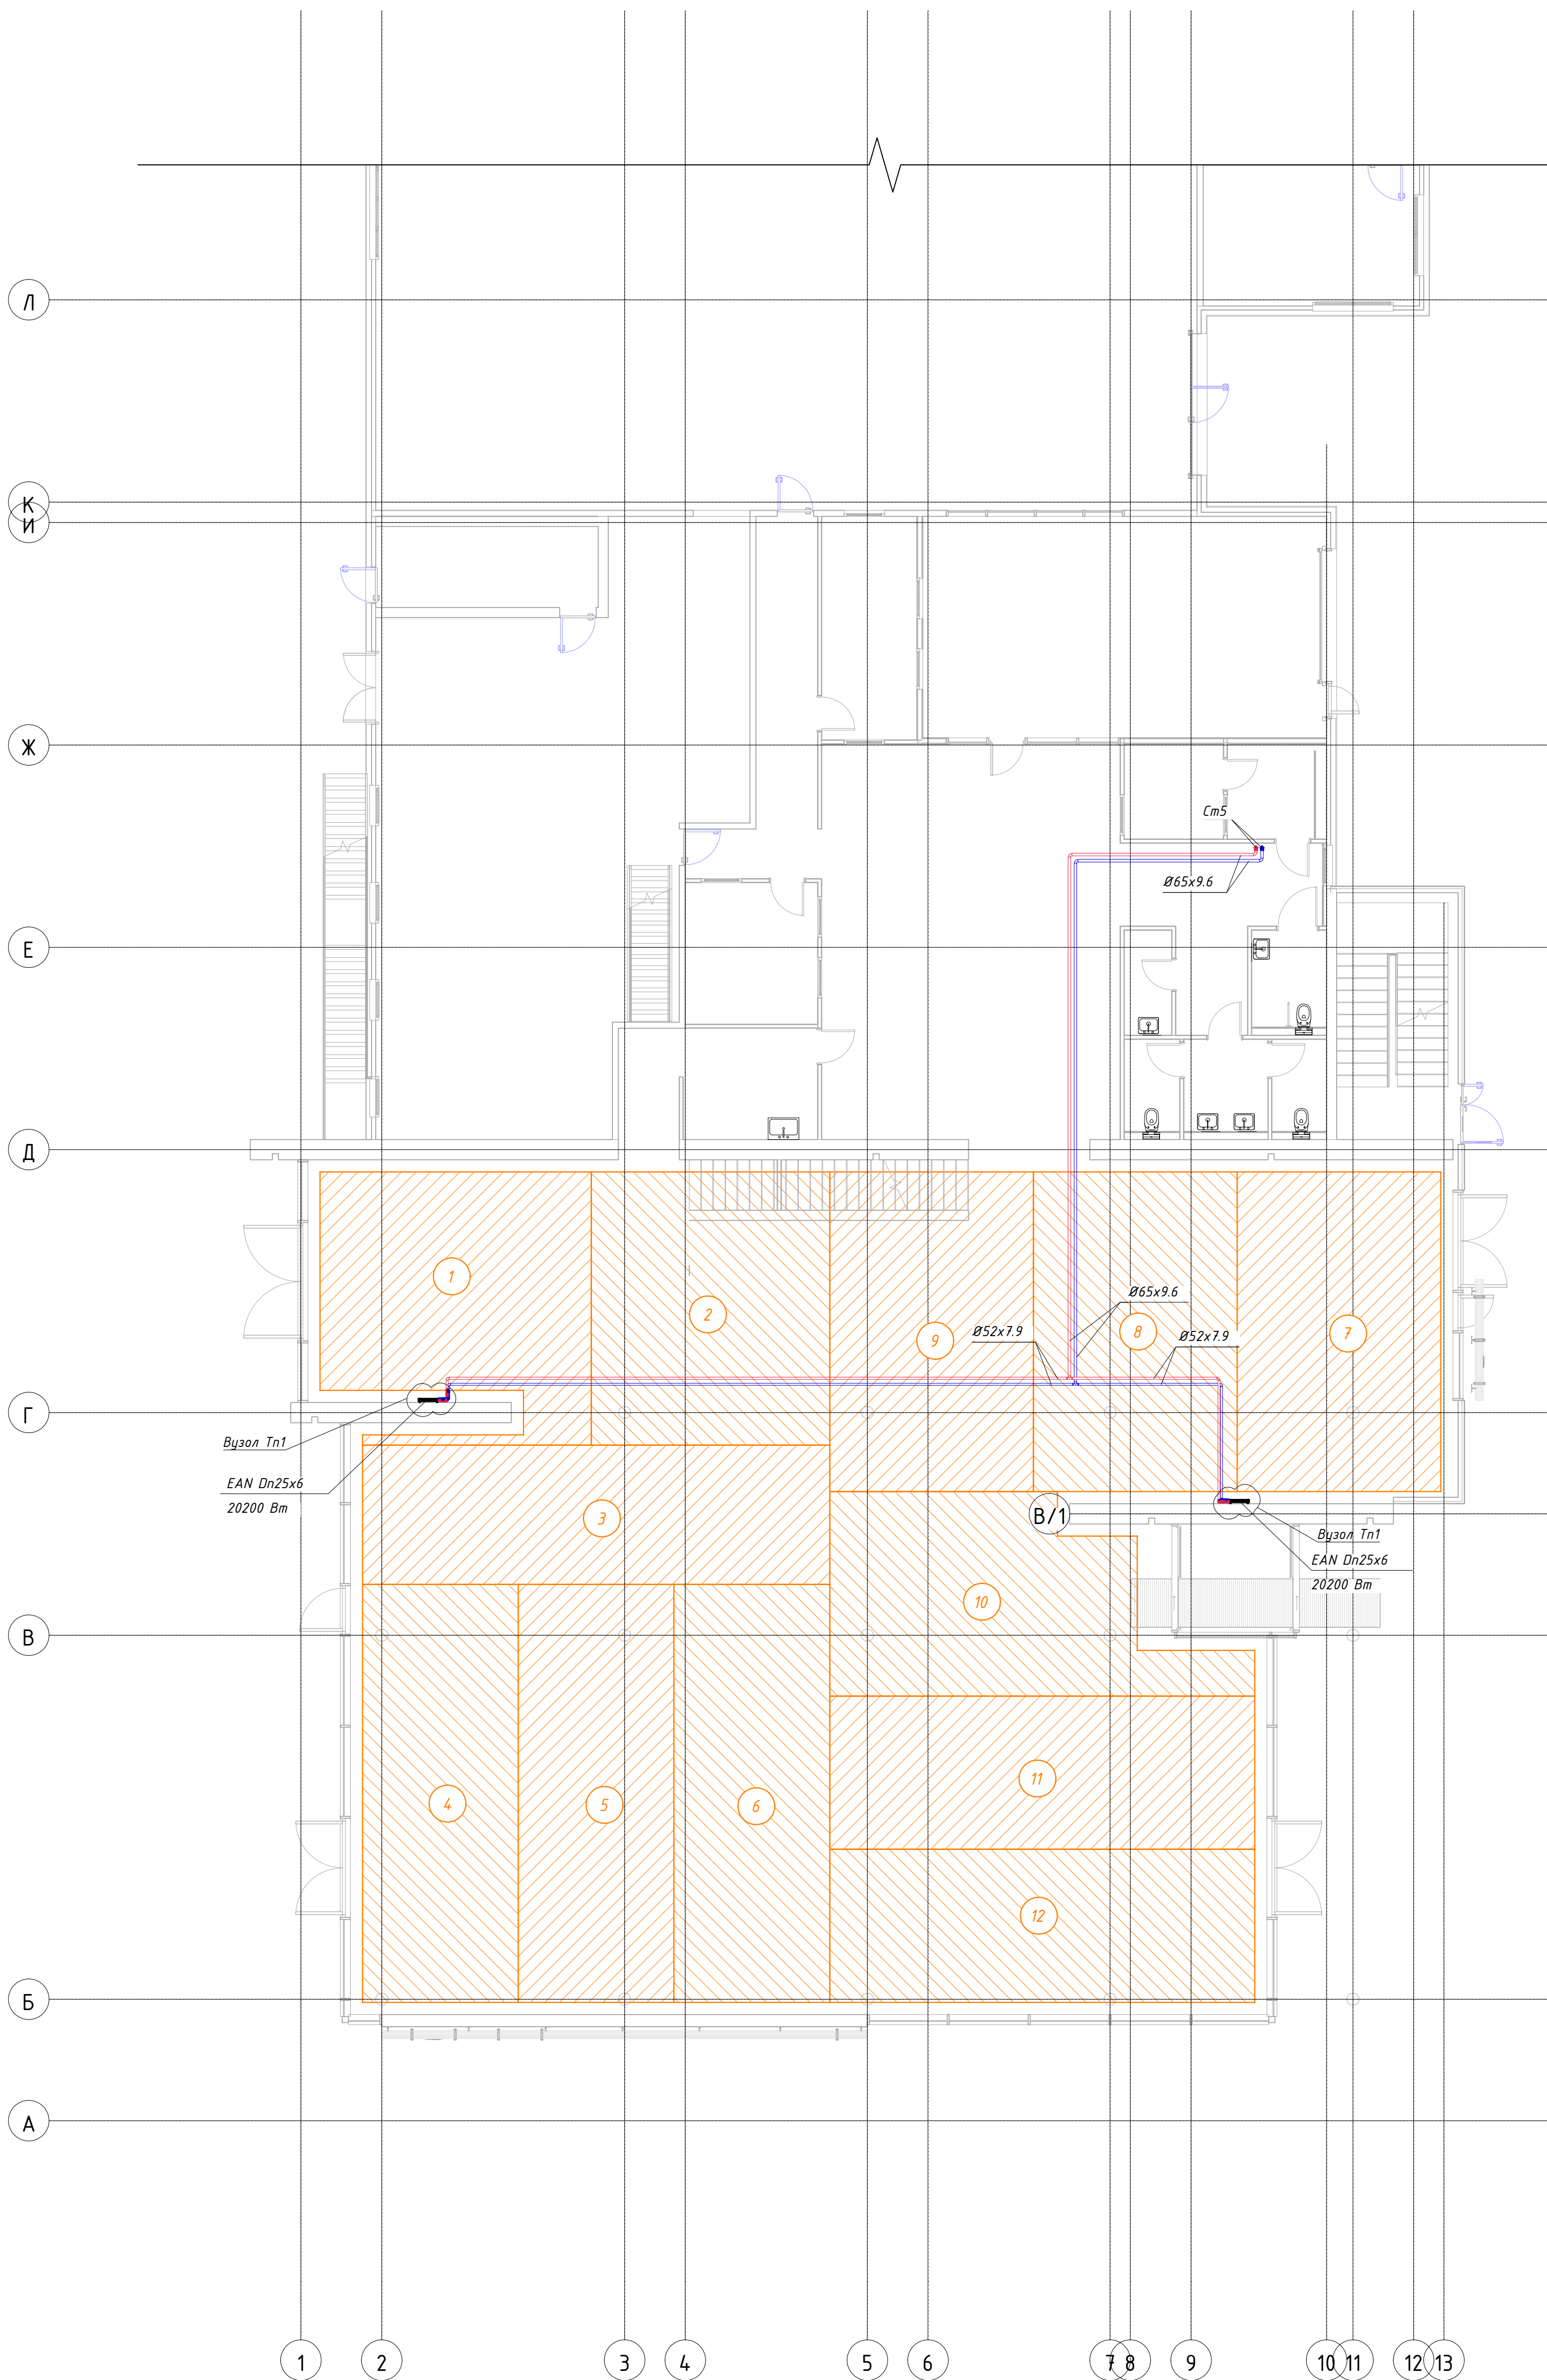 Л
К
И
Ж
Ст5
Ø65x9.6
Е
Д
1
2
9
8
7
Ø65x9.6
Ø52x7.9
Ø52x7.9
Г
Вузол Тп1
EAN Dn25x6
20200 Вт
3
В/1
Вузол Тп1
EAN Dn25x6
20200 Вт
10
В
11
4
5
6
12
Б
А
1
2
3
4
5
6
7
8
9
10
11
12
13